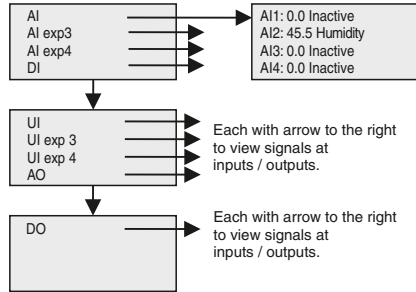 AI
AI exp3
AI exp4
DI
AI1: 0.0 Inactive
AI2: 45.5 Humidity
AI3: 0.0 Inactive
AI4: 0.0 Inactive
UI
UI exp 3
UI exp 4
AO
Each with arrow to the right
to view signals at
inputs / outputs.
DO
Each with arrow to the right
to view signals at
inputs / outputs.